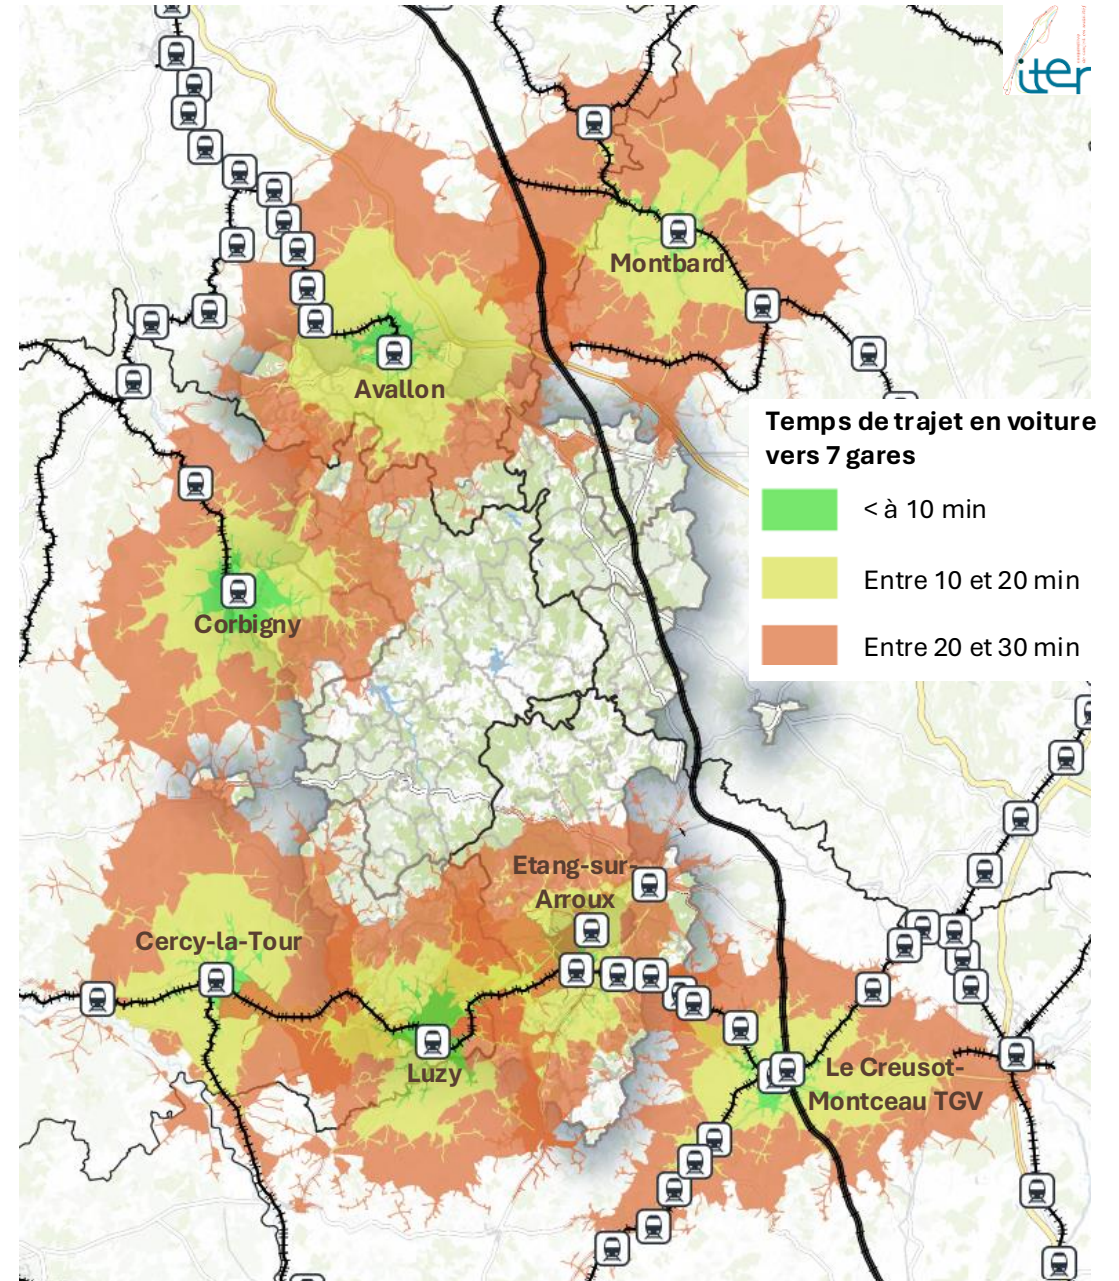 iter
Montbard
Avallon
Temps de trajet en voiture
vers 7 gares
< à 10 min
Entre 10 et 20 min
Corbigny
Entre 20 et 30 min
Etang-sur-
Arroux
Cercy-la-Tour
Luzy
Le Creusot-
Montceau TGV